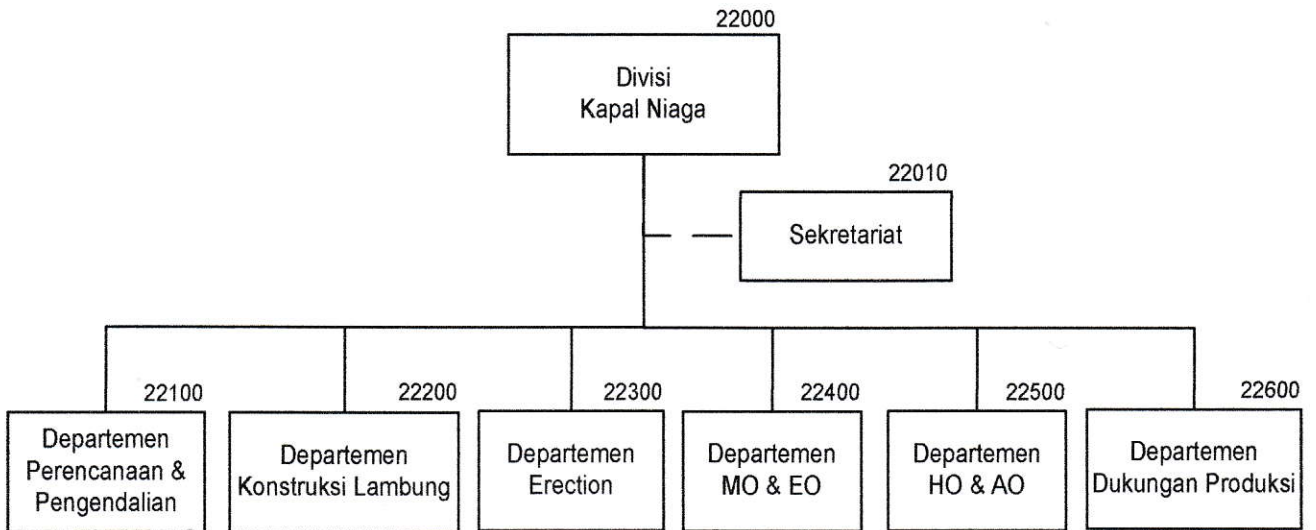 22000
Divisi
Kapal Niaga
22010
Sekretariat
22100
Departemen
Perencanaan &
Pengendalian
22200
Departemen
Konstruksi Lambung
22300
Departemen
Erection
22400
Departemen
MO & EO
22500
Departemen
HO & AO
22600
Departemen
Dukungan Produksi